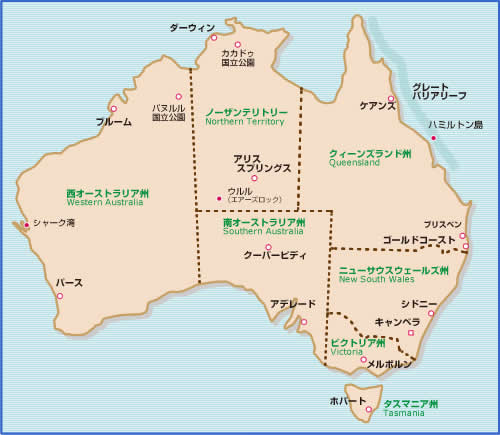 ダーウィン
カカドゥ
国立公園
グレート
バリアリーフ
ケアンズ
バヌルル
国立公園
ブルーム
ノーザンテリトリー
Northern Territory
ハミルトン島
クィーンズランド州
Queensland
アリス
スプリングス
西オーストラリア州
Western Australia
ウルル
(エアーズロック)
シャーク湾
南オーストラリア州
Southern Australia
ブリスベン
ゴールドコースト
クーバーピディ
ニューサウスウェールズ州
New South Wales
パース
アデレード
シドニー
キャンベラ
ビクトリア州
Victoria
メルボルン
ホバート
タスマニア州
Tasmania